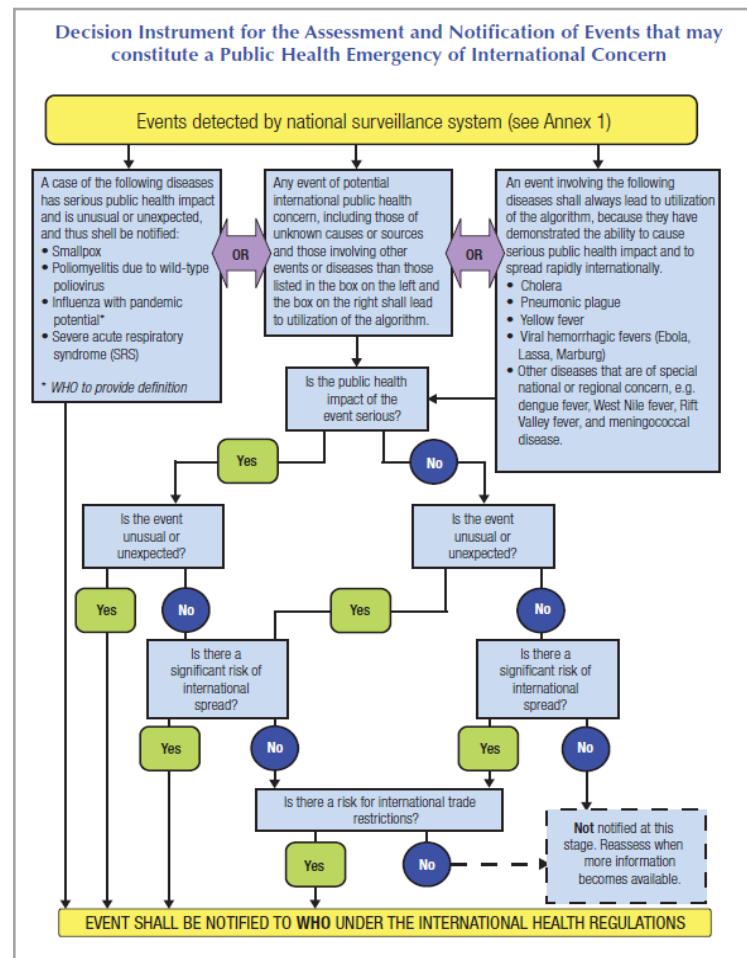 Decision Instrument for the Assessment and Notification of Events that may
constitute a Public Health Emergency of International Concern
Events detected by national surveillance system (see Annex 1)
A case of the following diseases
has serious public health impact
and is unusual or unexpected,
and thus shell be notified:
• Smallpox
• Poliomyelitis due to wild-type
poliovirus
• Influenza with pandemic
potential*
• Severe acute respiratory
syndrome (SRS)
* WHO to provide definition
OR
Any event of potential
international public health
concern, including those of
unknown causes or sources
and those involving other
events or diseases than those
listed in the box on the left and
the box on the right shall lead
to utilization of the algorithm.
OR
An event involving the following
diseases shall always lead to utilization
of the algorithm, because they have
demonstrated the ability to cause
serious public health impact and to
spread rapidly internationally.
• Cholera
• Pneumonic plague
• Yellow fever
• Viral hemorrhagic fevers (Ebola,
Lassa, Marburg)
• Other diseases that are of special
national or regional concern, e.g.
dengue fever, West Nile fever, Rift
Valley fever, and meningococcal
disease.
Is the public health
impact of the
event serious?
Yes
No
Is the event
unusual or
unexpected?
Is the event
unusual or
unexpected?
Yes
No
Yes
No
Is there a
significant risk of
international
spread?
Is there a
significant risk of
international
spread?
Yes
No
Yes
No
Is there a risk for international trade
restrictions?
Yes
No
Not notified at this
stage. Reassess when
more information
becomes available.
EVENT SHALL BE NOTIFIED TO WHO UNDER THE INTERNATIONAL HEALTH REGULATIONS